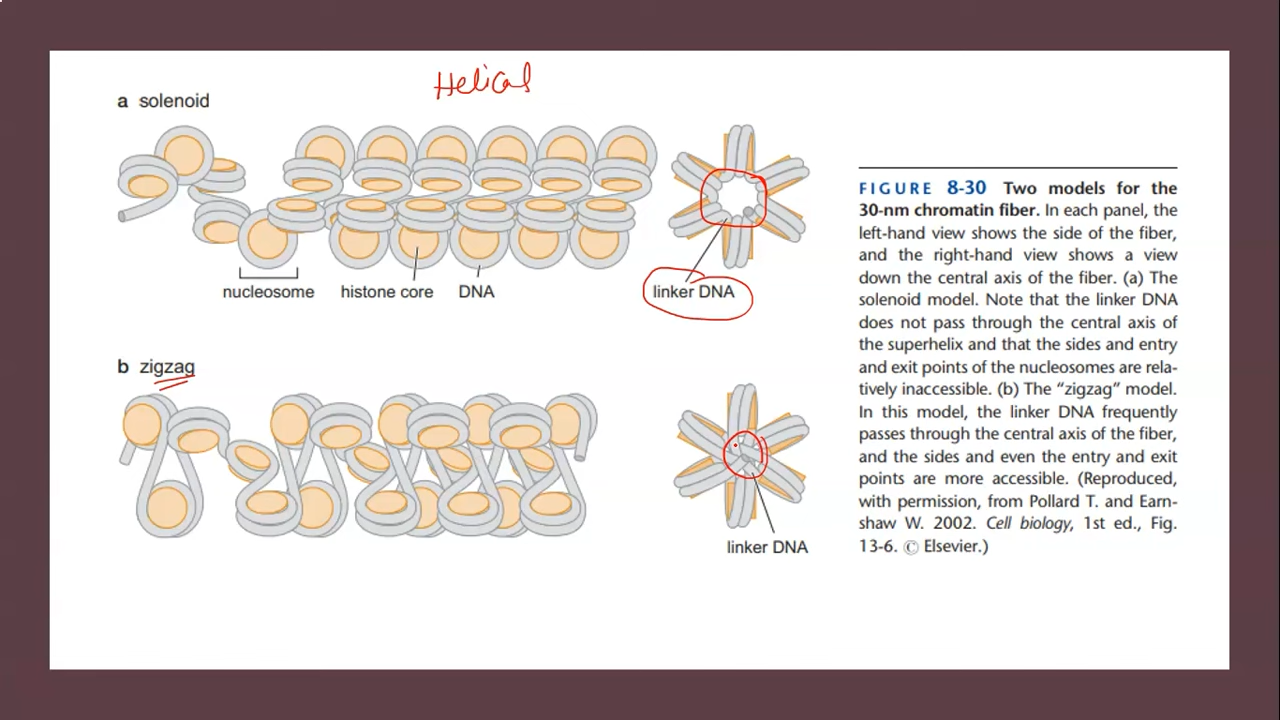 Helical
a solenoid
nucleosome
histone core
DNA
linker DNA
b zigzag
linker DNA
FIGURE 8-30 Two models for the
30-nm chromatin fiber. In each panel, the
left-hand view shows the side of the fiber,
and the right-hand view shows a view
down the central axis of the fiber. (a) The
solenoid model. Note that the linker DNA
does not pass through the central axis of
the superhelix and that the sides and entry
and exit points of the nucleosomes are rela-
tively inaccessible. (b) The “zigzag” model.
In this model, the linker DNA frequently
passes through the central axis of the fiber,
and the sides and even the entry and exit
points are more accessible. (Reproduced,
with permission, from Pollard T. and Earn-
shaw W. 2002. Cell biology, 1st ed., Fig.
13-6. © Elsevier.)